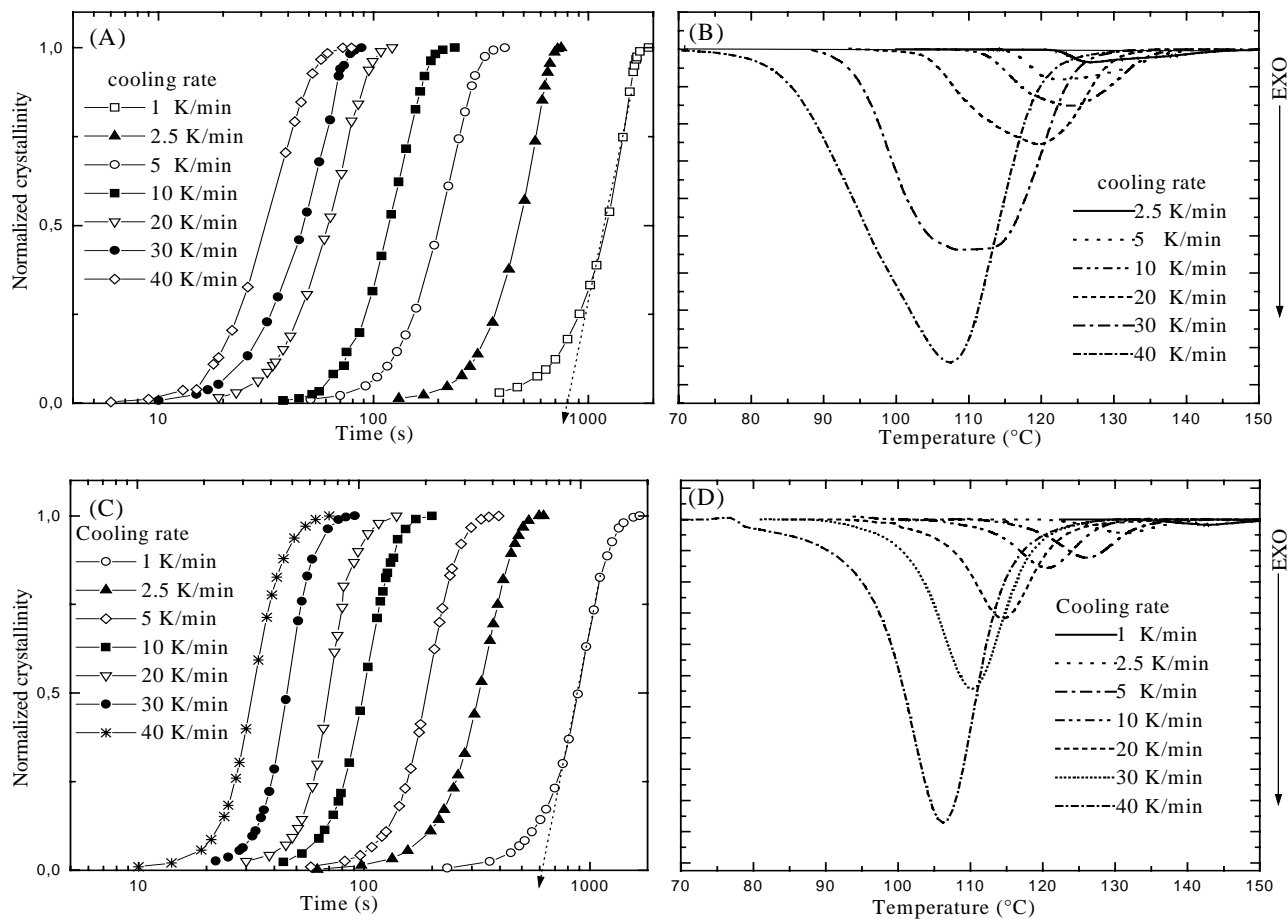 (A)
1,0
0,5
0,0
Normalized crystallinity
cooling rate
1 K/min
2.5 K/min
5 K/min
10 K/min
20 K/min
30 K/min
40 K/min
10 100 1000
Time (s)
(B)
EXO
cooling rate
2.5 K/min
5 K/min
10 K/min
20 K/min
30 K/min
40 K/min
70 80 90 100 110 120 130 140 150
Temperature (°C)
(C)
1,0
0,5
0,0
Normalized crystallinity
Cooling rate
1 K/min
2.5 K/min
5 K/min
10 K/min
20 K/min
30 K/min
40 K/min
10 100 1000
Time (s)
(D)
EXO
Cooling rate
1 K/min
2.5 K/min
5 K/min
10 K/min
20 K/min
30 K/min
40 K/min
70 80 90 100 110 120 130 140 150
Temperature (°C)